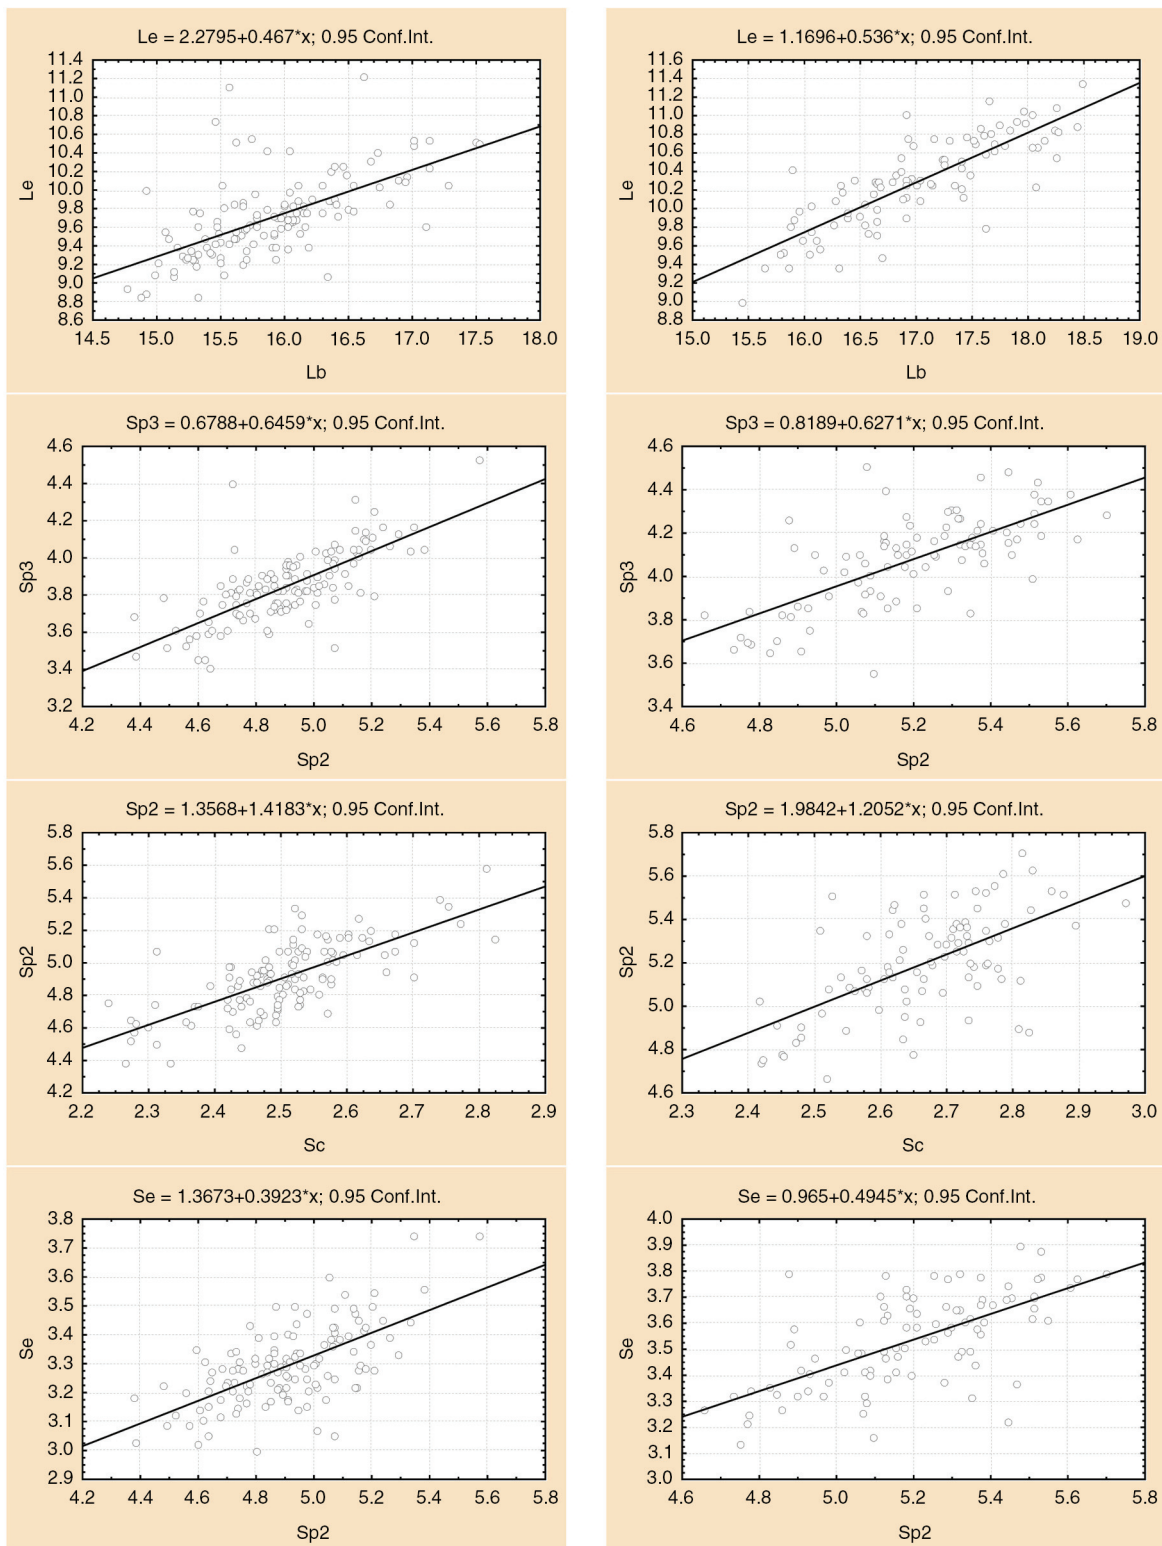 Le = 2.2795+0.467*x; 0.95 Conf.Int.
11.4
11.2
11.0
10.8
10.6
10.4
10.2
10.0
9.8
9.6
9.4
9.2
9.0
8.8
8.6
Le
14.5 15.0 15.5 16.0 16.5 17.0 17.5 18.0
Lb
Le = 1.1696+0.536*x; 0.95 Conf.Int.
11.6
11.4
11.2
11.0
10.8
10.6
10.4
10.2
10.0
9.8
9.6
9.4
9.2
9.0
8.8
Le
15.0 15.5 16.0 16.5 17.0 17.5 18.0 18.5 19.0
Lb
Sp3 = 0.6788+0.6459*x; 0.95 Conf.Int.
4.6
4.4
4.2
4.0
3.8
3.6
3.4
3.2
Sp3
4.2 4.4 4.6 4.8 5.0 5.2 5.4 5.6 5.8
Sp2
Sp3 = 0.8189+0.6271*x; 0.95 Conf.Int.
4.6
4.4
4.2
4.0
3.8
3.6
3.4
Sp3
4.6 4.8 5.0 5.2 5.4 5.6 5.8
Sp2
Sp2 = 1.3568+1.4183*x; 0.95 Conf.Int.
5.8
5.6
5.4
5.2
5.0
4.8
4.6
4.4
4.2
Sp2
2.2 2.3 2.4 2.5 2.6 2.7 2.8 2.9
Sc
Sp2 = 1.9842+1.2052*x; 0.95 Conf.Int.
5.8
5.6
5.4
5.2
5.0
4.8
4.6
Sp2
2.3 2.4 2.5 2.6 2.7 2.8 2.9 3.0
Sc
Se = 1.3673+0.3923*x; 0.95 Conf.Int.
3.8
3.7
3.6
3.5
3.4
3.3
3.2
3.1
3.0
2.9
Se
4.2 4.4 4.6 4.8 5.0 5.2 5.4 5.6 5.8
Sp2
Se = 0.965+0.4945*x; 0.95 Conf.Int.
4.0
3.9
3.8
3.7
3.6
3.5
3.4
3.3
3.2
3.1
3.0
Se
4.6 4.8 5.0 5.2 5.4 5.6 5.8
Sp2